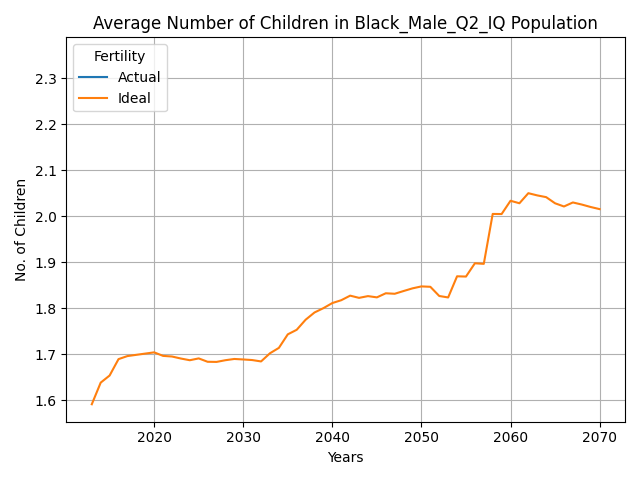 Average Number of Children in Black_Male_Q2_IQ Population
Fertility
Actual
Ideal
2.3
2.2
2.1
2.0
1.9
1.8
1.7
1.6
No. of Children
2020 2030 2040 2050 2060 2070
Years